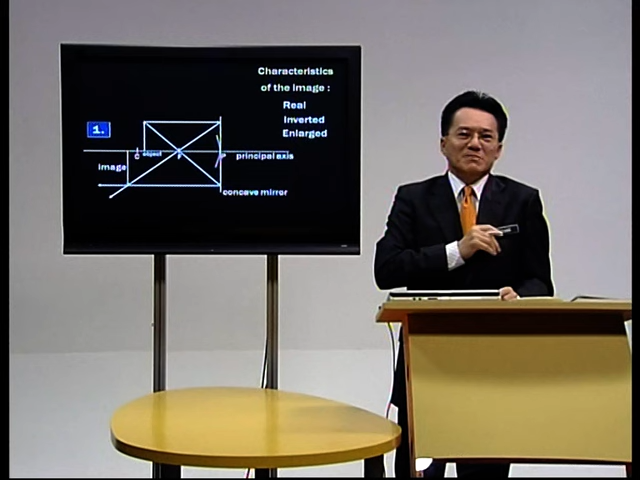 Characteristics
of the image :
Real
Inverted
Enlarged
1.
C
object
F
P
principal axis
image
concave mirror